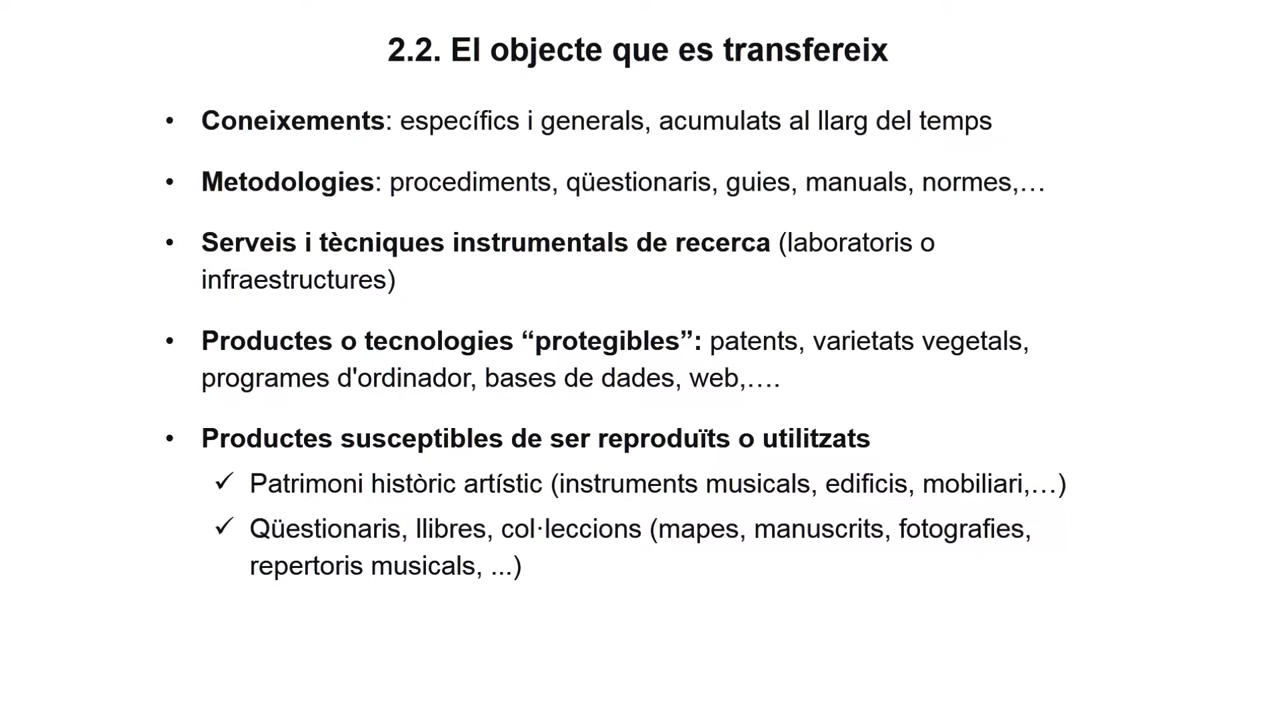 2.2. El objecte que es transfereix
• Coneixements: específics i generals, acumulats al llarg del temps
• Metodologies: procediments, qüestionaris, guies, manuals, normes,…
• Serveis i tècniques instrumentals de recerca (laboratoris o
infraestructures)
• Productes o tecnologies “protegibles”: patents, varietats vegetals,
programes d'ordinador, bases de dades, web,….
• Productes susceptibles de ser reproduïts o utilitzats
✓ Patrimoni històric artístic (instruments musicals, edificis, mobiliari,…)
✓ Qüestionaris, llibres, col·leccions (mapes, manuscrits, fotografies,
repertoris musicals, ...)